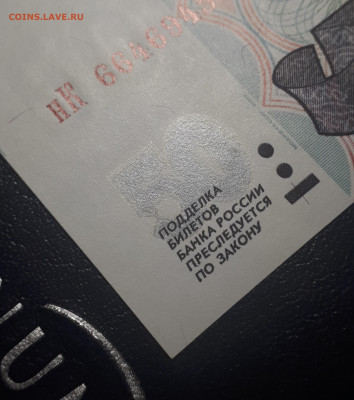 COINS.LAVE.RU
ПОДДЕЛКА
БИЛЕТОВ
БАНКА РОССИИ
ПРЕСЛЕДУЕТСЯ
ПО ЗАКОНУ